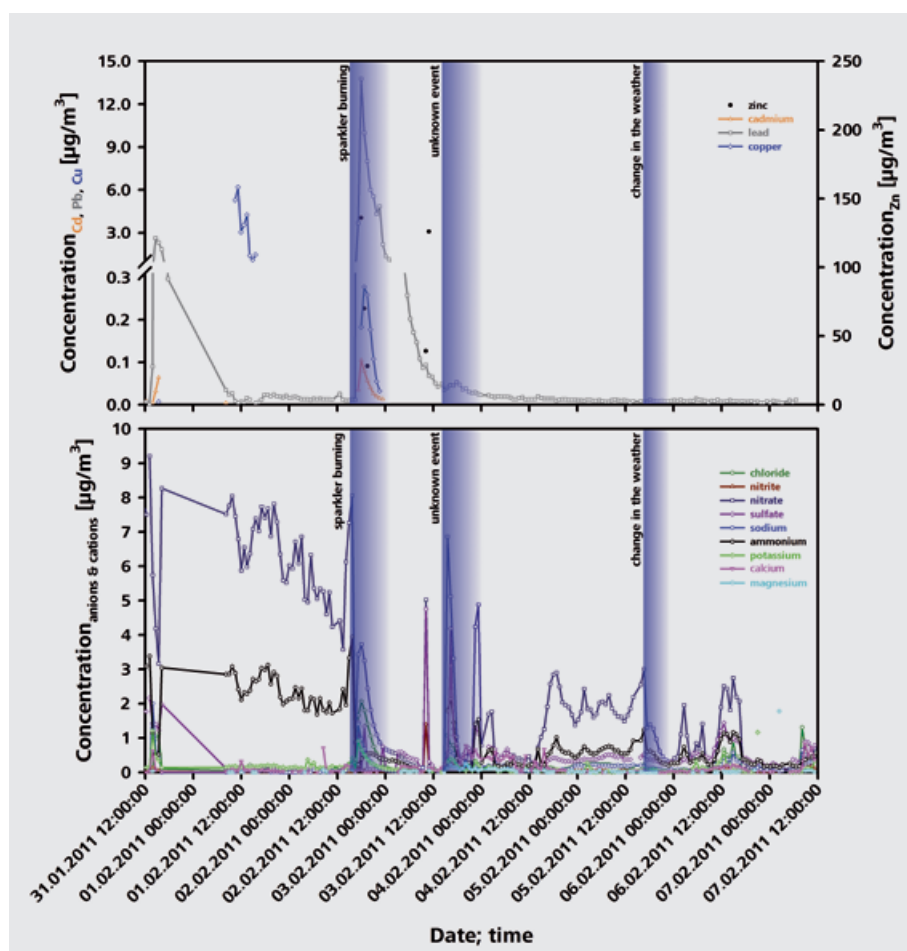 15.0
12.0
9.0
6.0
3.0
0.3
0.2
0.1
0.0
Concentration Cd, Pb, Cu [µg/m³]
sparkler burning
unknown event
change in the weather
zinc
cadmium
lead
copper
250
200
150
100
50
0
Concentration Zn [µg/m³]
10
9
8
7
6
5
4
3
2
1
0
Concentration anions & cations [µg/m³]
sparkler burning
unknown event
change in the weather
chloride
nitrite
nitrate
sulfate
sodium
ammonium
potassium
calcium
magnesium
31.01.2011 12:00:00
01.02.2011 00:00:00
01.02.2011 12:00:00
02.02.2011 00:00:00
02.02.2011 12:00:00
03.02.2011 00:00:00
03.02.2011 12:00:00
04.02.2011 00:00:00
04.02.2011 12:00:00
05.02.2011 00:00:00
05.02.2011 12:00:00
06.02.2011 00:00:00
06.02.2011 12:00:00
07.02.2011 00:00:00
07.02.2011 12:00:00
Date; time